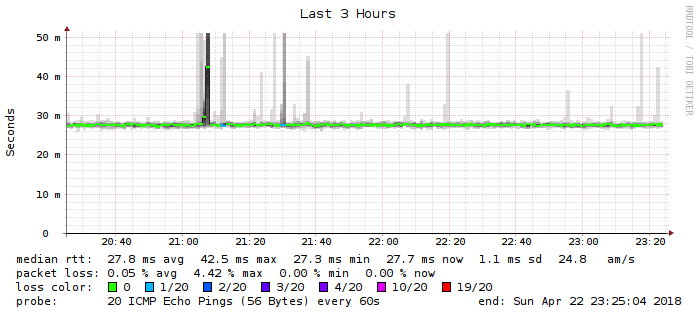 Last 3 Hours
RRDTOOL / TOBI OETIKER
Seconds
50 m
40 m
30 m
20 m
10 m
0
20:40 21:00 21:20 21:40 22:00 22:20 22:40 23:00 23:20
median rtt: 27.8 ms avg 42.5 ms max 27.3 ms min 27.7 ms now 1.1 ms sd 24.8 am/s
packet loss: 0.05 % avg 4.42 % max 0.00 % min 0.00 % now
loss color: 0 1/20 2/20 3/20 4/20 10/20 19/20
probe: 20 ICMP Echo Pings (56 Bytes) every 60s end: Sun Apr 22 23:25:04 2018